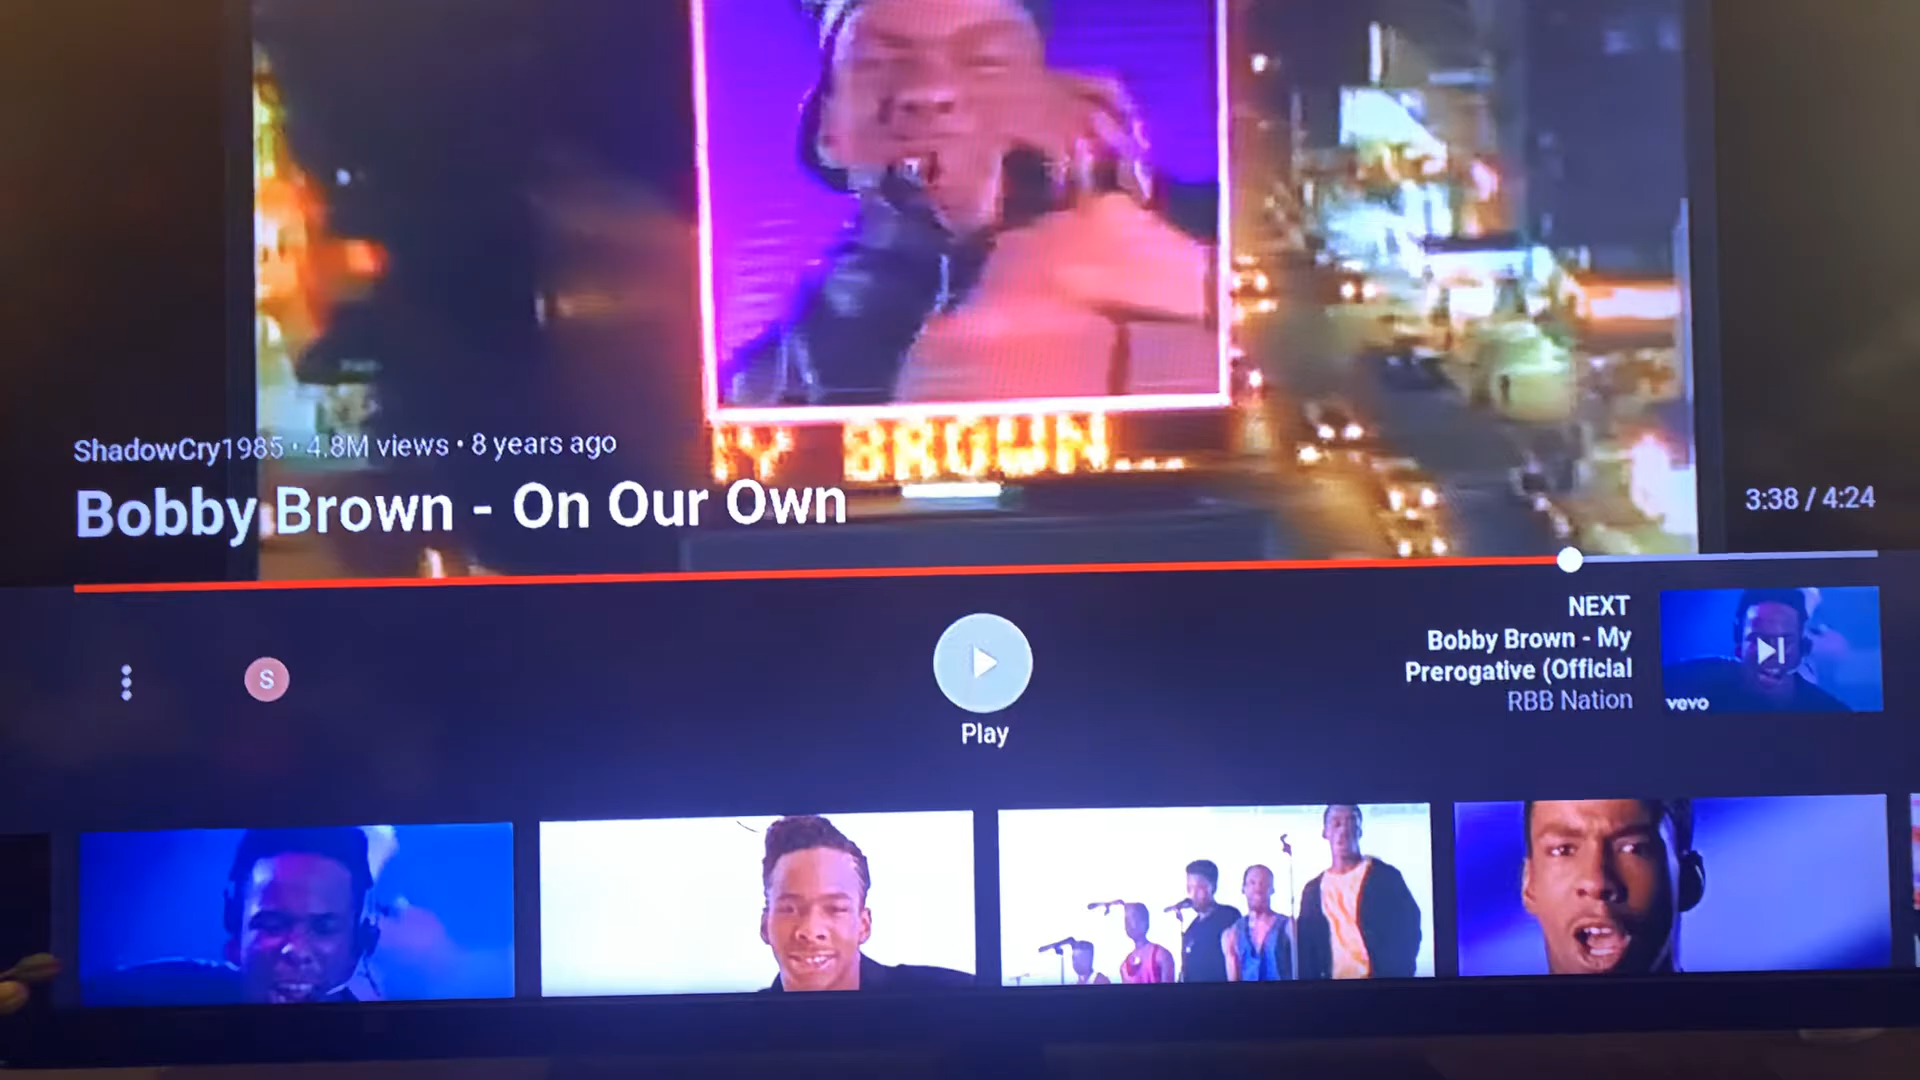 ShadowCry1985 • 4.8M views • 8 years ago
Y BROWN....
Bobby Brown - On Our Own
3:38 / 4:24
NEXT
Bobby Brown - My
Prerogative (Official
RBB Nation
vevo
S
Play